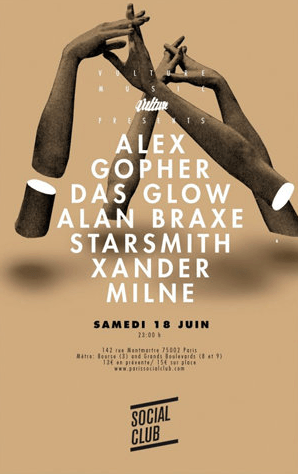 VULTURE
MUSIC
Vulture
PRESENTS
ALEX
GOPHER
DAS GLOW
ALAN BRAXE
STARSMITH
XANDER
MILNE
SAMEDI 18 JUIN
23:00 h
142 rue Montmartre 75002 Paris
Métro: Bourse (3) and Grands Boulevards (8 et 9)
13€ en prévente/ 15€ sur place
www.parissocialclub.com
SOCIAL
CLUB